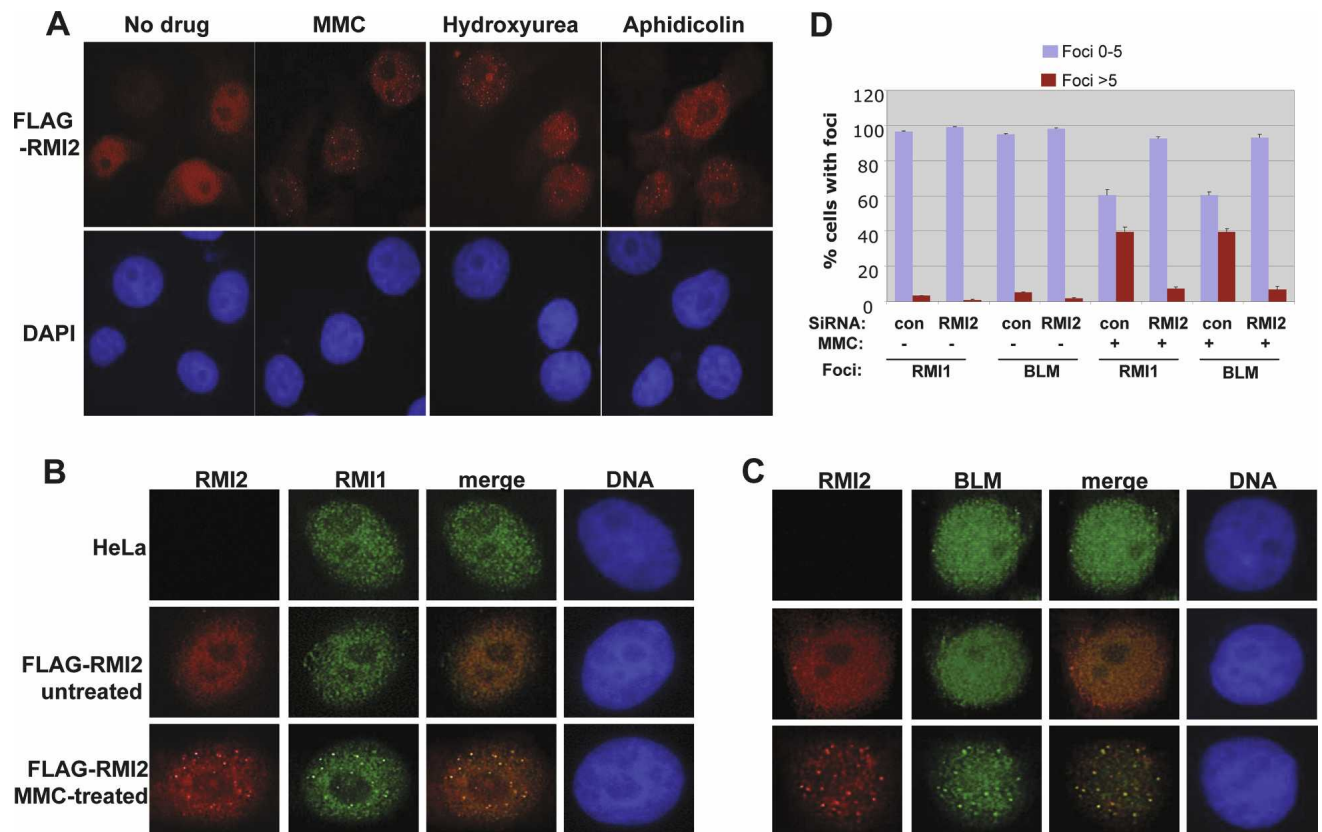 A
No drug MMC Hydroxyurea Aphidicolin
FLAG
-RMI2
DAPI
D
Foci 0-5
Foci >5
% cells with foci
120
100
80
60
40
20
0
SiRNA: con RMI2 con RMI2 con RMI2 con RMI2
MMC: - - - - + + + +
Foci: RMI1 BLM RMI1 BLM
B
RMI2 RMI1 merge DNA
HeLa
FLAG-RMI2
untreated
FLAG-RMI2
MMC-treated
C
RMI2 BLM merge DNA